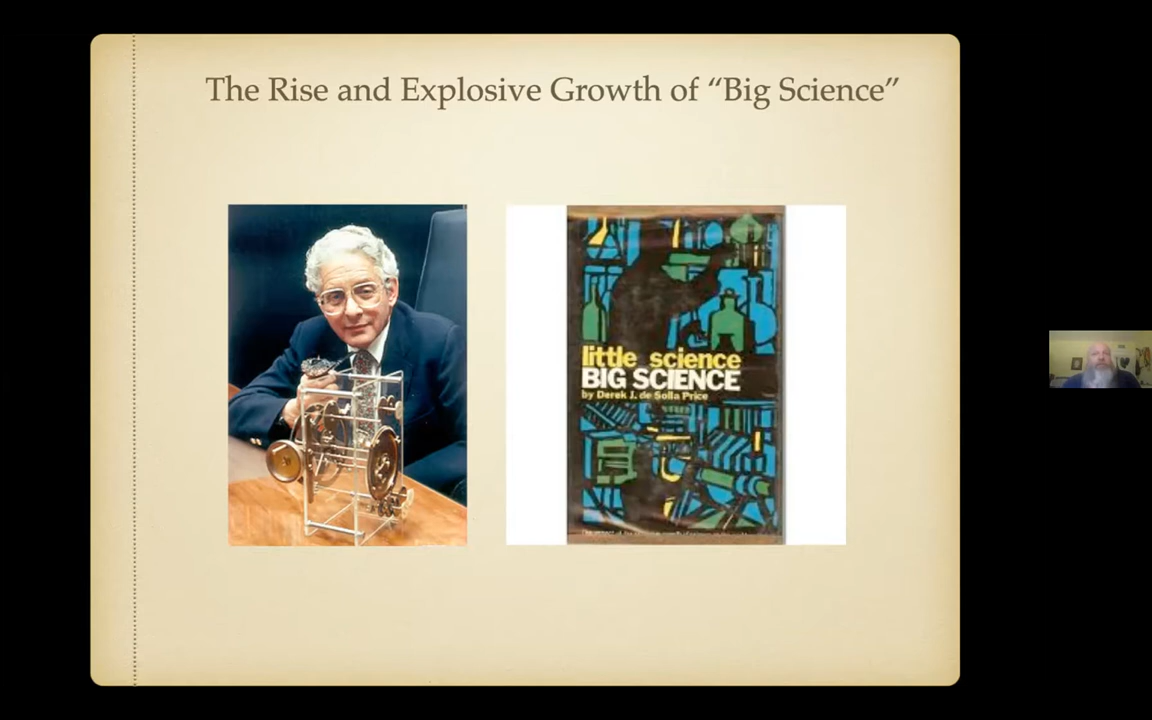 The Rise and Explosive Growth of “Big Science”
little science
BIG SCIENCE
by Derek J. de Solla Price